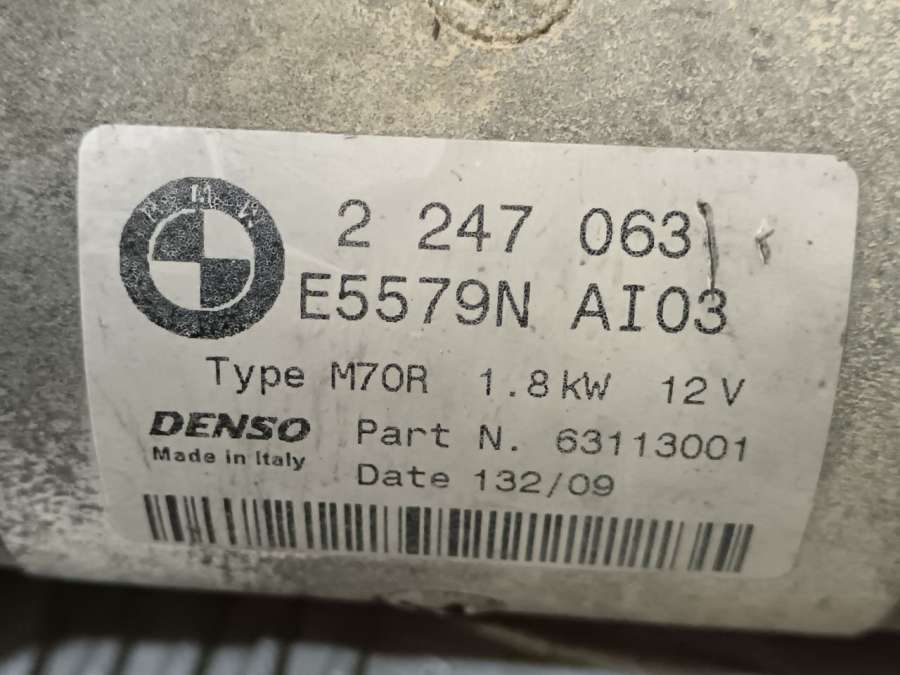 BMW
2 247 063
E5579N AI03
Type M70R 1.8kW 12V
DENSO Part N. 63113001
Made in Italy
Date 132/09